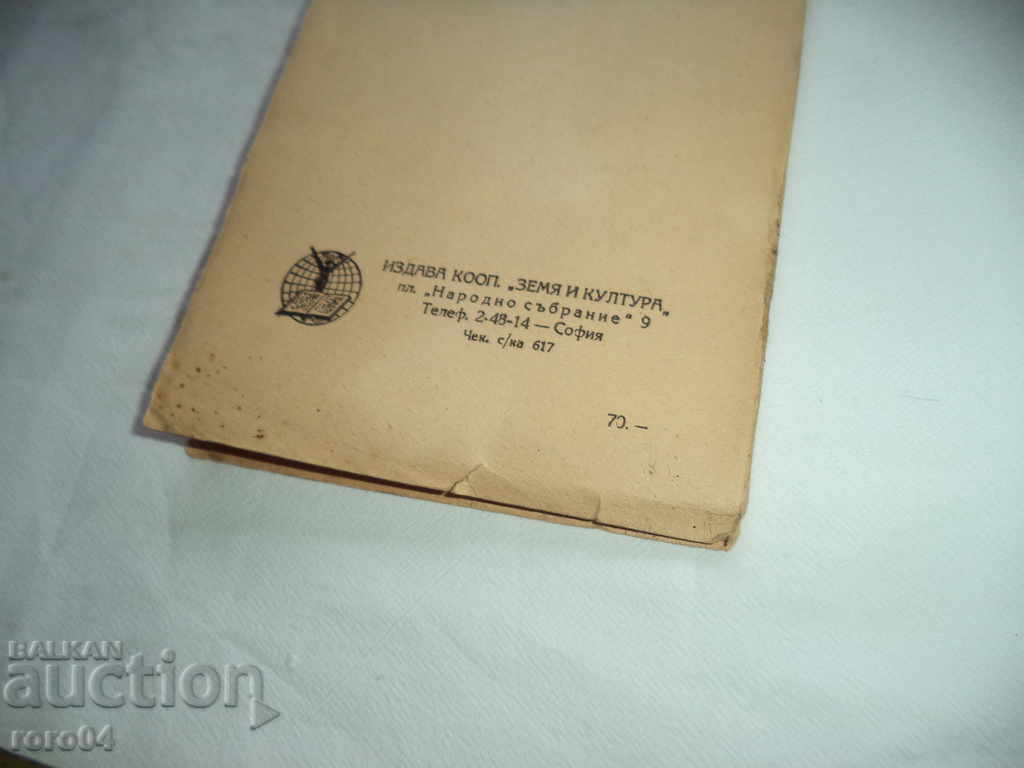 ИЗДАВА КООП. „ЗЕМЯ И КУЛТУРА„
пл. „Народно събрание" 9
Телеф. 2-48-14 — София
Чек. с/ка 617
70.—
BALKAN
auction
roro04